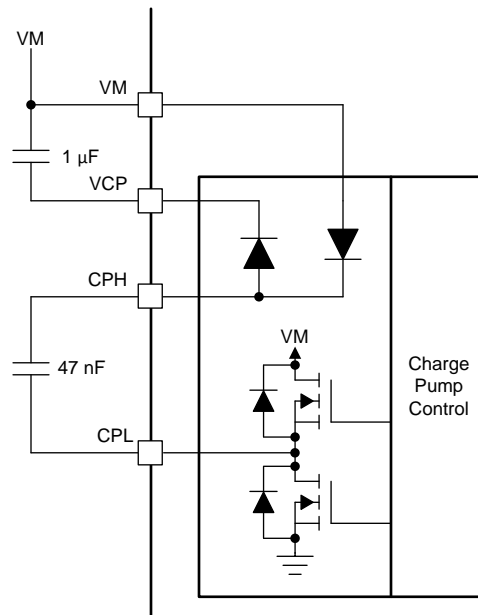 VM
VM
1 µF
VCP
CPH
VM
47 nF
Charge
Pump
Control
CPL